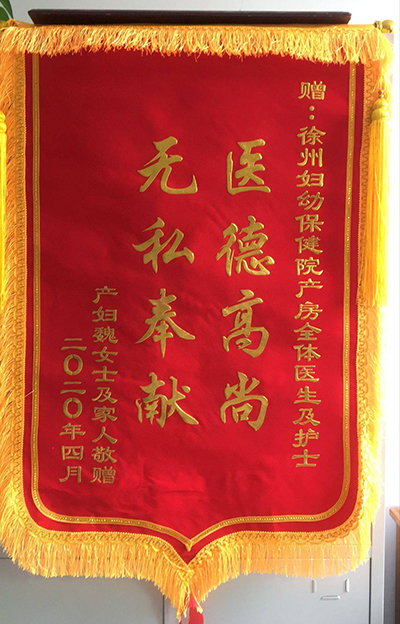 赠：徐州妇幼保健院产房全体医生及护士
医德高尚
无私奉献
产妇魏女士及家人敬赠
二〇二〇年四月